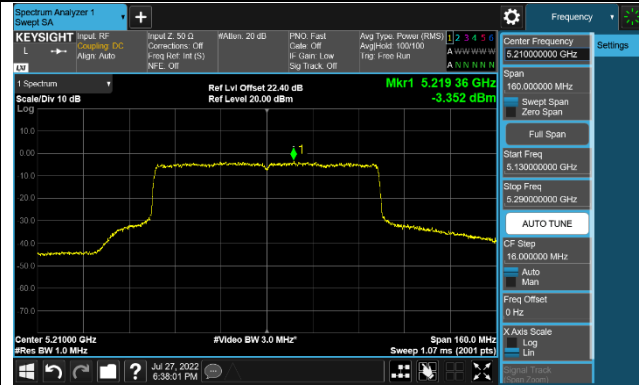 Spectrum Analyzer 1
Swept SA
Frequency
KEYSIGHT
Input: RF
Coupling: DC
Align: Auto
Input Z: 50 Ω
Corrections: Off
Freq Ref: Int (S)
NFE: Off
#Atten: 20 dB
PNO: Fast
Gate: Off
IF Gain: Low
Sig Track: Off
Avg Type: Power (RMS)
Avg|Hold: 100/100
Trig: Free Run
1 2 3 4 5 6
A W W W W W
A N N N N N
L
LXI
1 Spectrum
Scale/Div 10 dB
Log
Ref Lvl Offset 22.40 dB
Ref Level 20.00 dBm
Mkr1 5.219 36 GHz
-3.352 dBm
10.0
0.00
-10.0
-20.0
-30.0
-40.0
-50.0
-60.0
-70.0
1
Center 5.21000 GHz
#Res BW 1.0 MHz
#Video BW 3.0 MHz*
Span 160.0 MHz
Sweep 1.07 ms (2001 pts)
Jul 27, 2022
6:38:01 PM
Settings
Center Frequency
5.210000000 GHz
Span
160.000000 MHz
Swept Span
Zero Span
Full Span
Start Freq
5.130000000 GHz
Stop Freq
5.290000000 GHz
AUTO TUNE
CF Step
16.000000 MHz
Auto
Man
Freq Offset
0 Hz
X Axis Scale
Log
Lin
Signal Track
(Span Zoom)